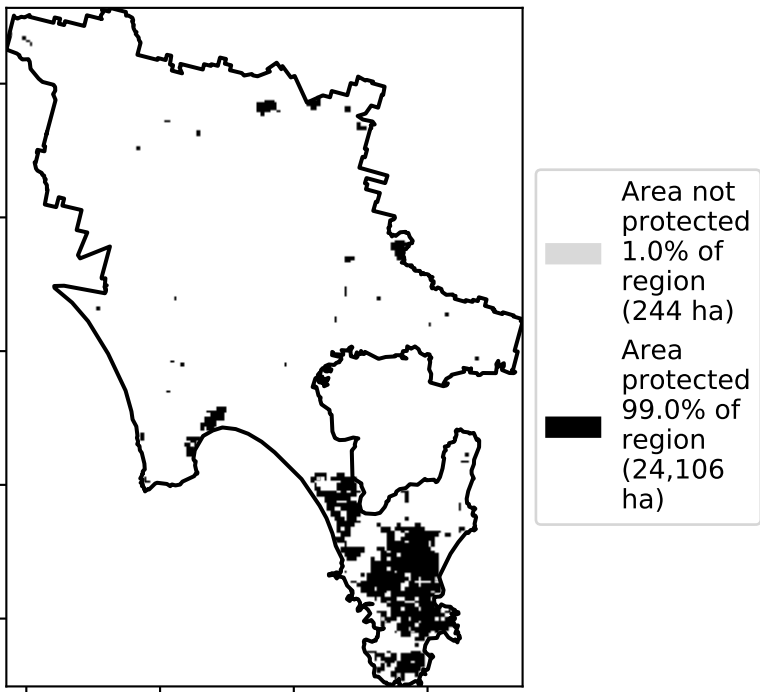 Area not
protected
1.0% of
region
(244 ha)
Area
protected
99.0% of
region
(24,106
ha)